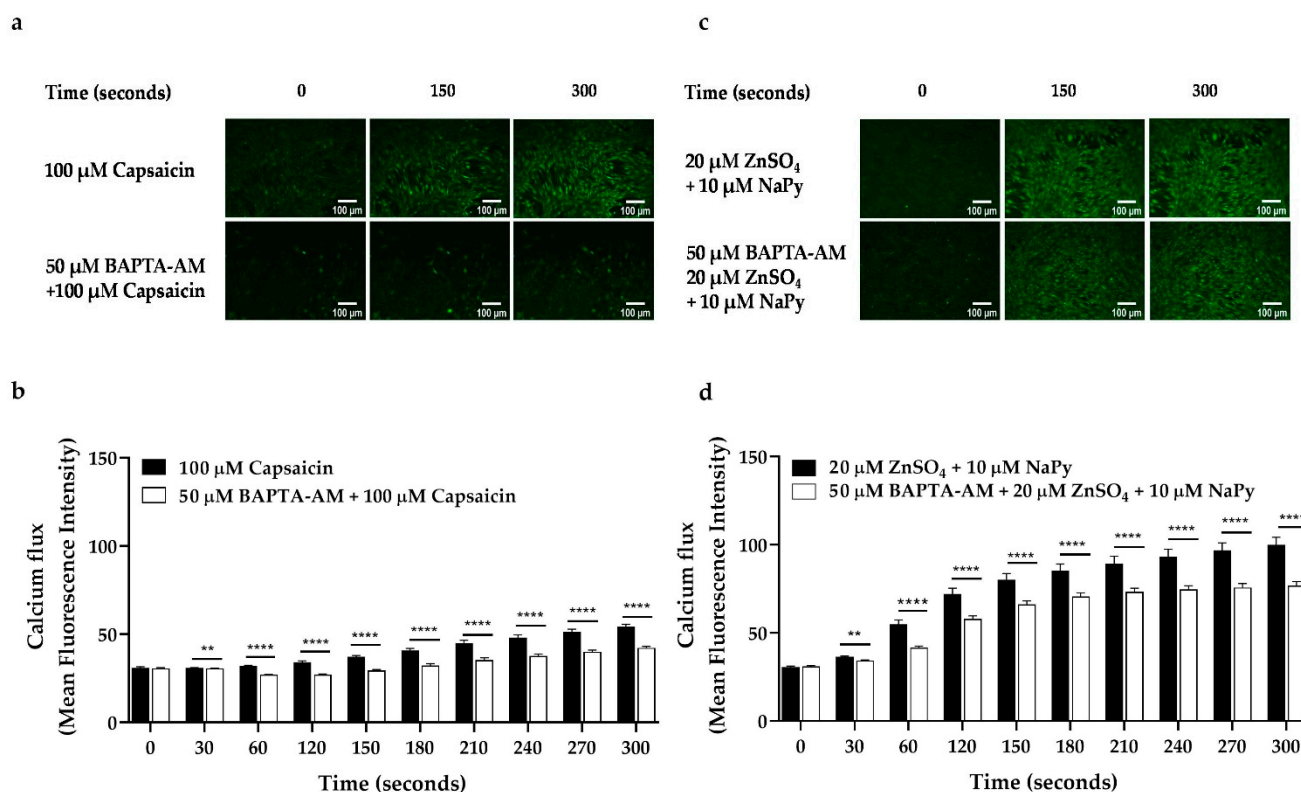 a
Time (seconds) 0 150 300
100 µM Capsaicin
100 µm 100 µm 100 µm
50 µM BAPTA-AM
+100 µM Capsaicin
100 µm 100 µm 100 µm
c
Time (seconds) 0 150 300
20 µM ZnSO₄
+ 10 µM NaPy
100 µm 100 µm 100 µm
50 µM BAPTA-AM
20 µM ZnSO₄
+ 10 µM NaPy
100 µm 100 µm 100 µm
b
Calcium flux
(Mean Fluorescence Intensity)
150
100
50
0
100 µM Capsaicin
50 µM BAPTA-AM + 100 µM Capsaicin
** **** **** **** **** **** **** **** ****
0 30 60 120 150 180 210 240 270 300
Time (seconds)
d
Calcium flux
(Mean Fluorescence Intensity)
150
100
50
0
20 µM ZnSO₄ + 10 µM NaPy
50 µM BAPTA-AM + 20 µM ZnSO₄ + 10 µM NaPy
** **** **** **** **** **** **** **** ****
0 30 60 120 150 180 210 240 270 300
Time (seconds)